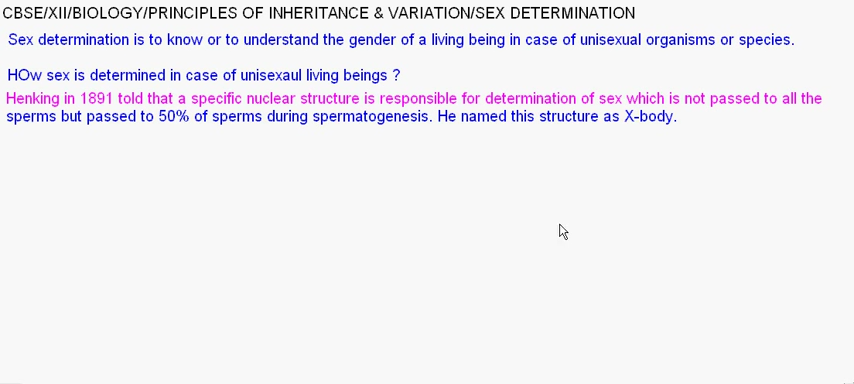 CBSE/XII/BIOLOGY/PRINCIPLES OF INHERITANCE & VARIATION/SEX DETERMINATION
Sex determination is to know or to understand the gender of a living being in case of unisexual organisms or species.
HOw sex is determined in case of unisexaul living beings ?
Henking in 1891 told that a specific nuclear structure is responsible for determination of sex which is not passed to all the
sperms but passed to 50% of sperms during spermatogenesis. He named this structure as X-body.